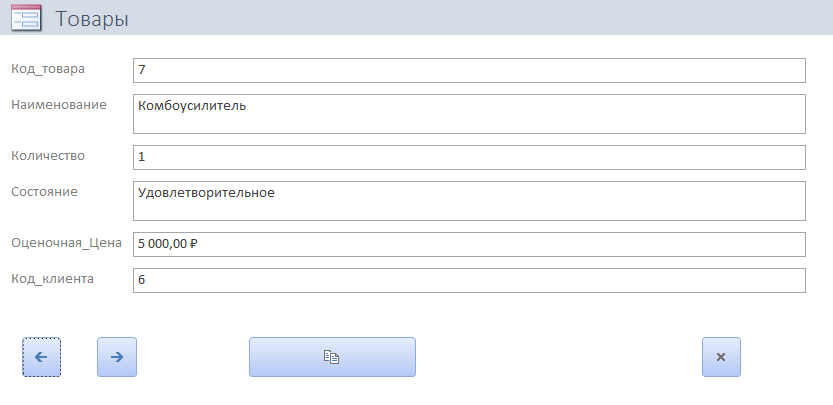 Товары
Код_товара 7
Наименование Комбоусилитель
Количество 1
Состояние Удовлетворительное
Оценочная_Цена 5 000,00 ₽
Код_клиента 6